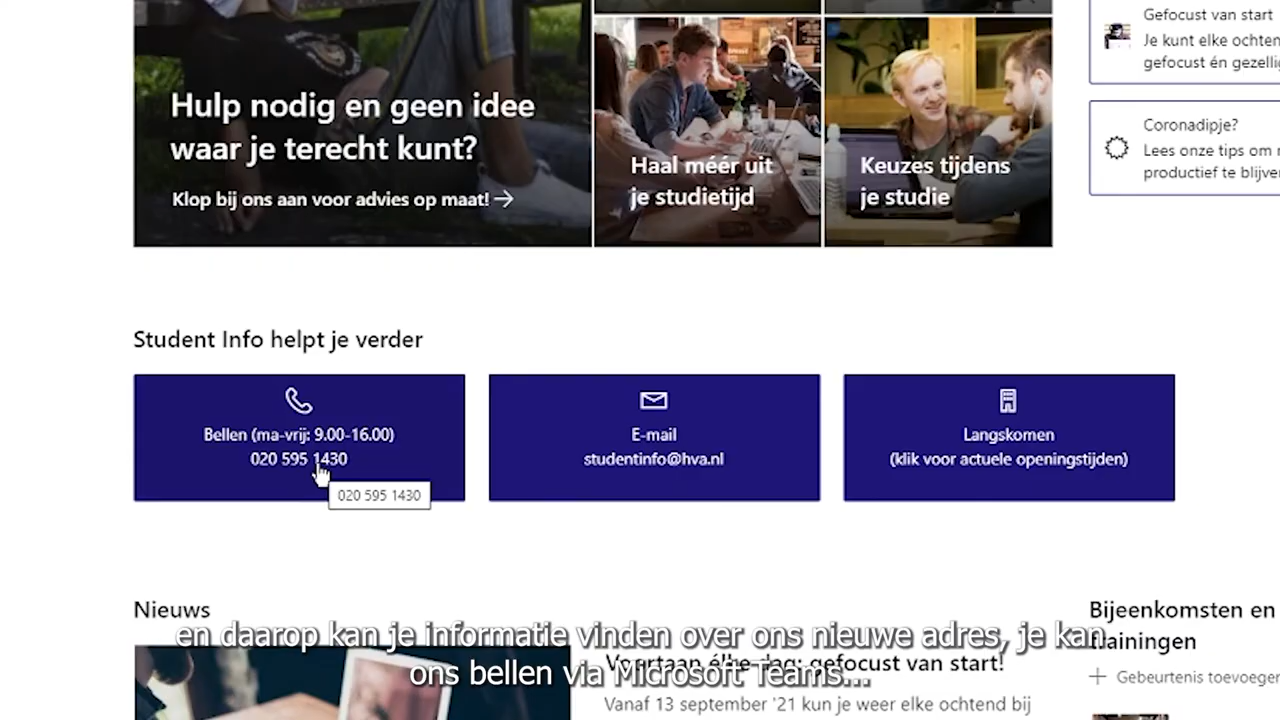 Hulp nodig en geen idee
waar je terecht kunt?
Klop bij ons aan voor advies op maat!
Haal méér uit
je studietijd
Keuzes tijdens
je studie
Gefocust van start
Je kunt elke ochten
gefocust én gezellig
Coronadipje?
Lees onze tips om
productief te blijven
Student Info helpt je verder
Bellen (ma-vrij: 9.00-16.00)
020 595 1430
020 595 1430
E-mail
studentinfo@hva.nl
Langskomen
(klik voor actuele openingstijden)
Nieuws
Voortaan élke dag: gefocust van start!
Vanaf 13 september '21 kun je weer elke ochtend bij
Bijeenkomsten en
trainingen
Gebeurtenis toevoegen
en daarop kan je informatie vinden over ons nieuwe adres, je kan
ons bellen via Microsoft Teams...